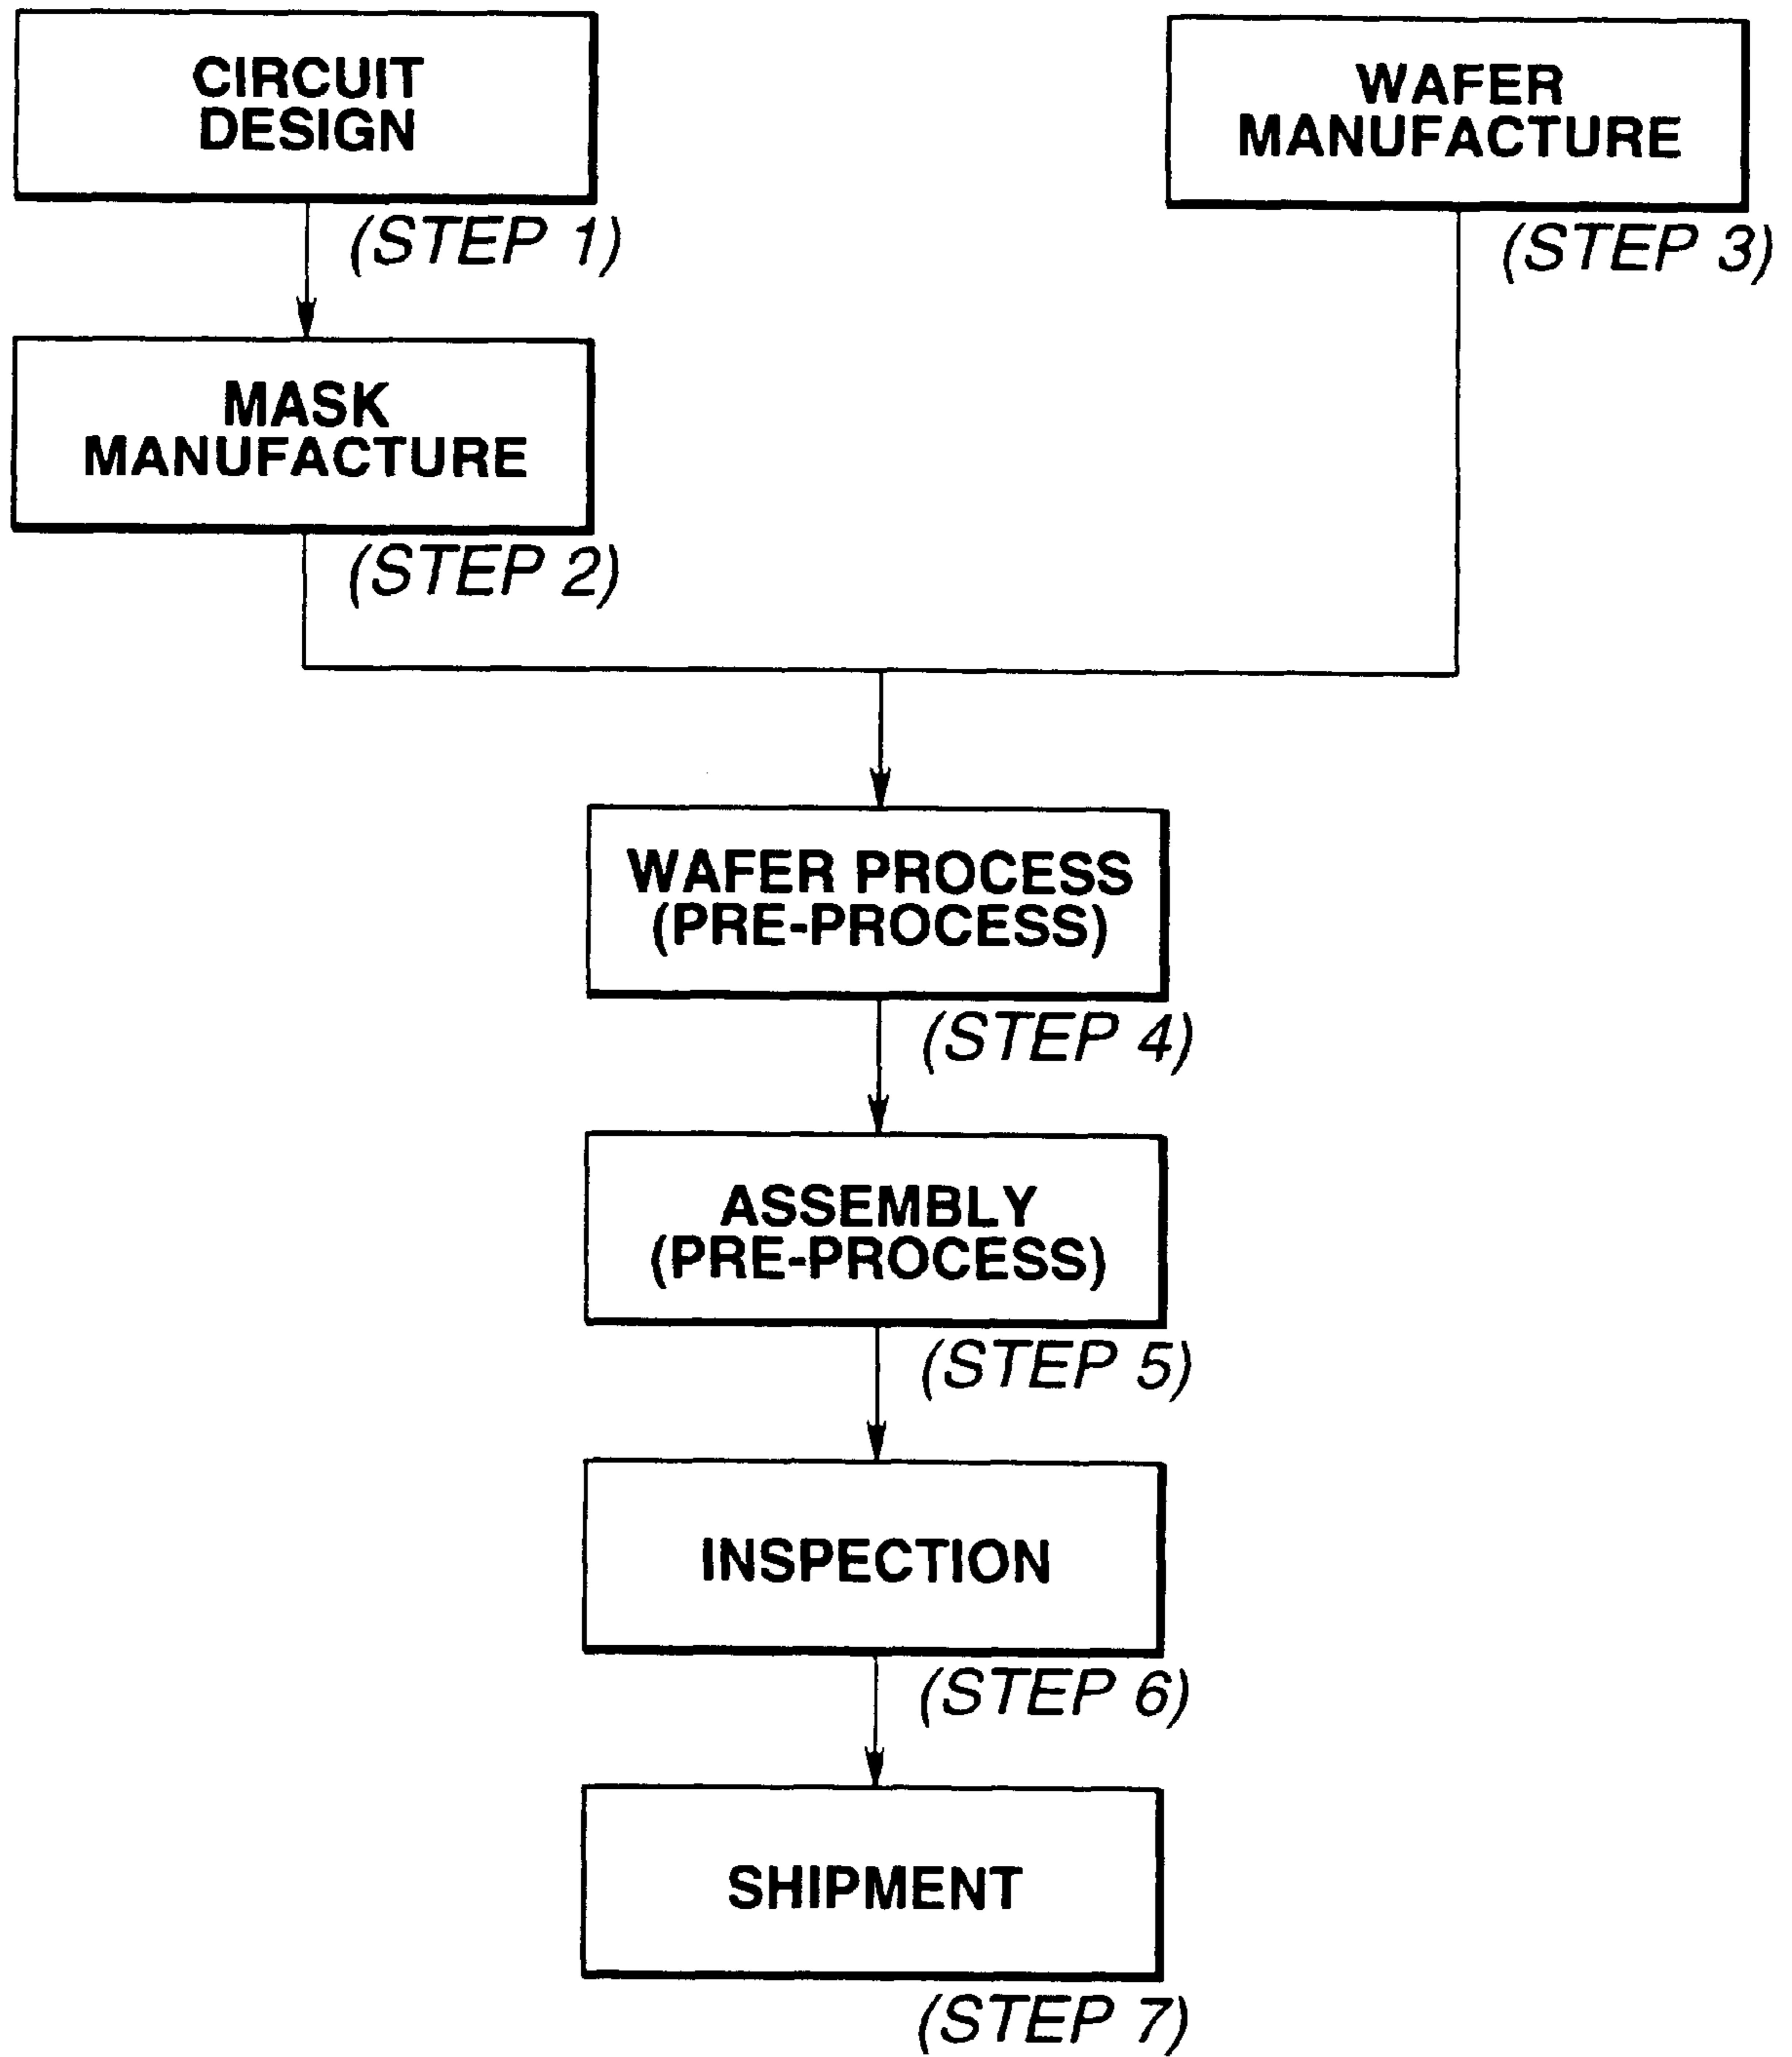 CIRCUIT
DESIGN
(STEP 1)
MASK
MANUFACTURE
(STEP 2)
WAFER
MANUFACTURE
(STEP 3)
WAFER PROCESS
(PRE-PROCESS)
(STEP 4)
ASSEMBLY
(PRE-PROCESS)
(STEP 5)
INSPECTION
(STEP 6)
SHIPMENT
(STEP 7)